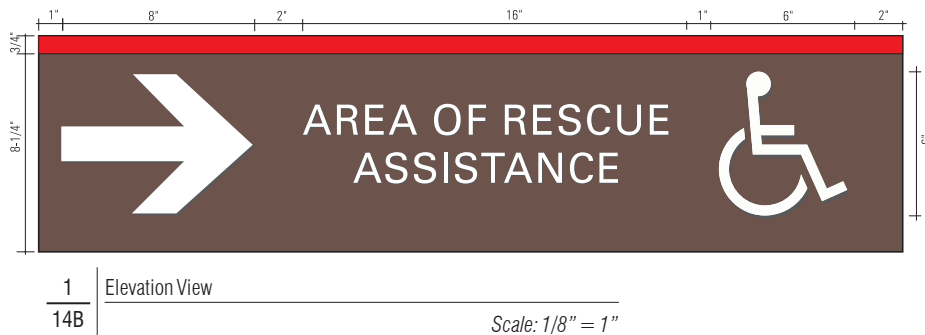 1" 8" 2" 16" 1" 6" 2"
3/4"
8-1/4"
AREA OF RESCUE
ASSISTANCE
6"
1 Elevation View
14B
Scale: 1/8” = 1”